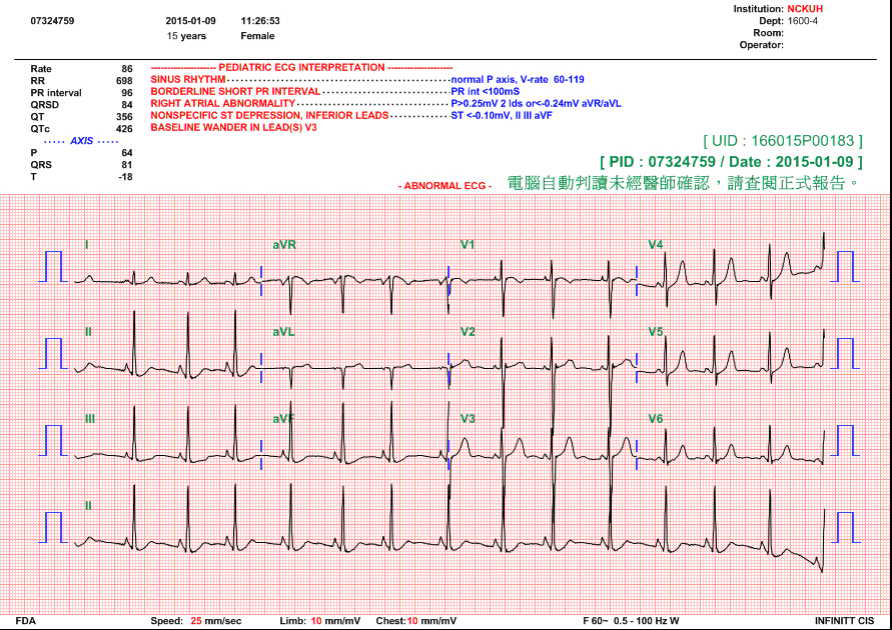 Institution: NCKUH
07324759 2015-01-09 11:26:53 Dept: 1600-4
15 years Female Room:
Operator:
Rate 86 ---------- PEDIATRIC ECG INTERPRETATION ----------
RR 698 SINUS RHYTHM----------normal P axis, V-rate 60-119
PR interval 96 BORDERLINE SHORT PR INTERVAL----------PR int <100mS
QRSD 84 RIGHT ATRIAL ABNORMALITY----------P>0.25mV 2 lds or<-0.24mV aVR/aVL
QT 356 NONSPECIFIC ST DEPRESSION, INFERIOR LEADS----------ST <-0.10mV, II III aVF
QTc 426 BASELINE WANDER IN LEAD(S) V3
····· AXIS ·····
[ UID : 166015P00183 ]
P 64
QRS 81 [ PID : 07324759 / Date : 2015-01-09 ]
T -18
- ABNORMAL ECG - 電腦自動判讀未經醫師確認，請查閱正式報告。
I aVR V1 V4
II aVL V2 V5
III aVF V3 V6
II
FDA Speed: 25 mm/sec Limb: 10 mm/mV Chest:10 mm/mV F 60~ 0.5 - 100 Hz W INFINITT CIS